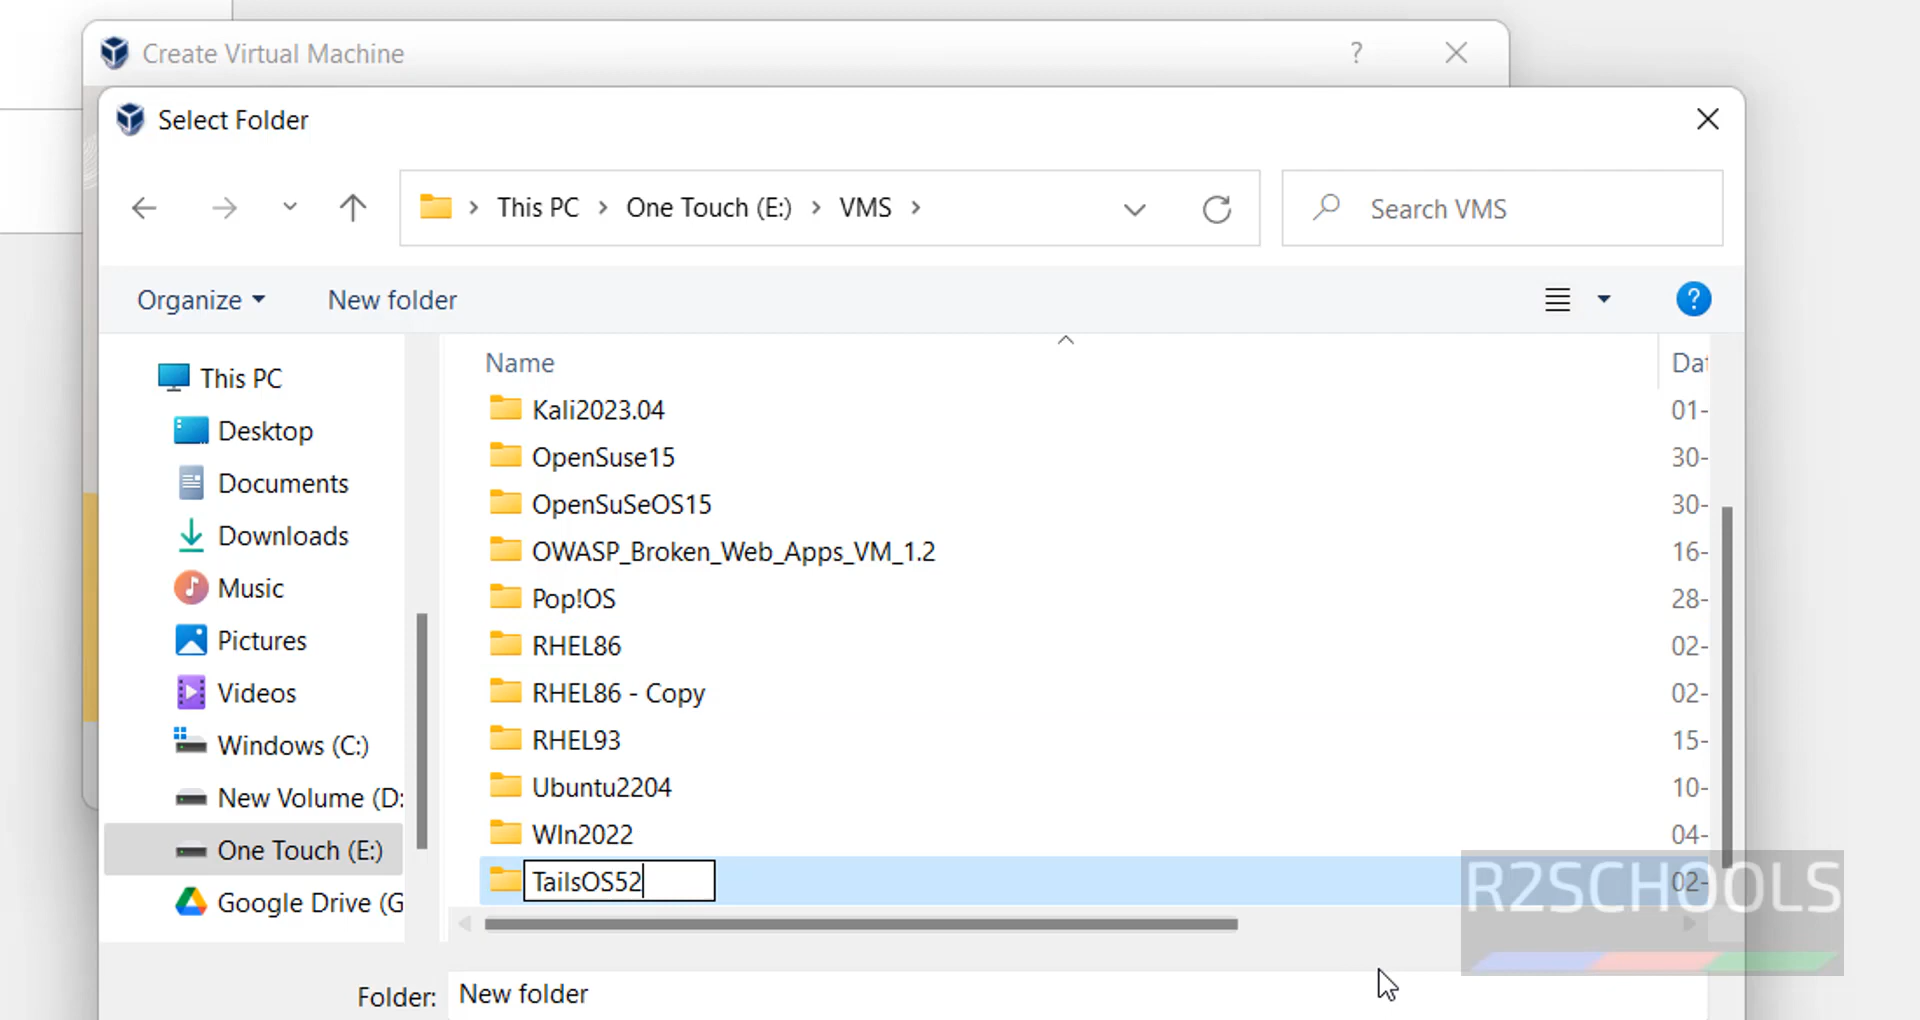 Create Virtual Machine
?
Select Folder
This PC > One Touch (E:) > VMS >
Search VMS
Organize
New folder
?
Name
Dat
This PC
Desktop
Documents
Downloads
Music
Pictures
Videos
Windows (C:)
New Volume (D:
One Touch (E:)
Google Drive (G
Kali2023.04 01-
OpenSuse15 30-
OpenSuSeOS15 30-
OWASP_Broken_Web_Apps_VM_1.2 16-
Pop!OS 28-
RHEL86 02-
RHEL86 - Copy 02-
RHEL93 15-
Ubuntu2204 10-
WIn2022 04-
TailsOS52 02-
R2SCHOOLS
Folder: New folder